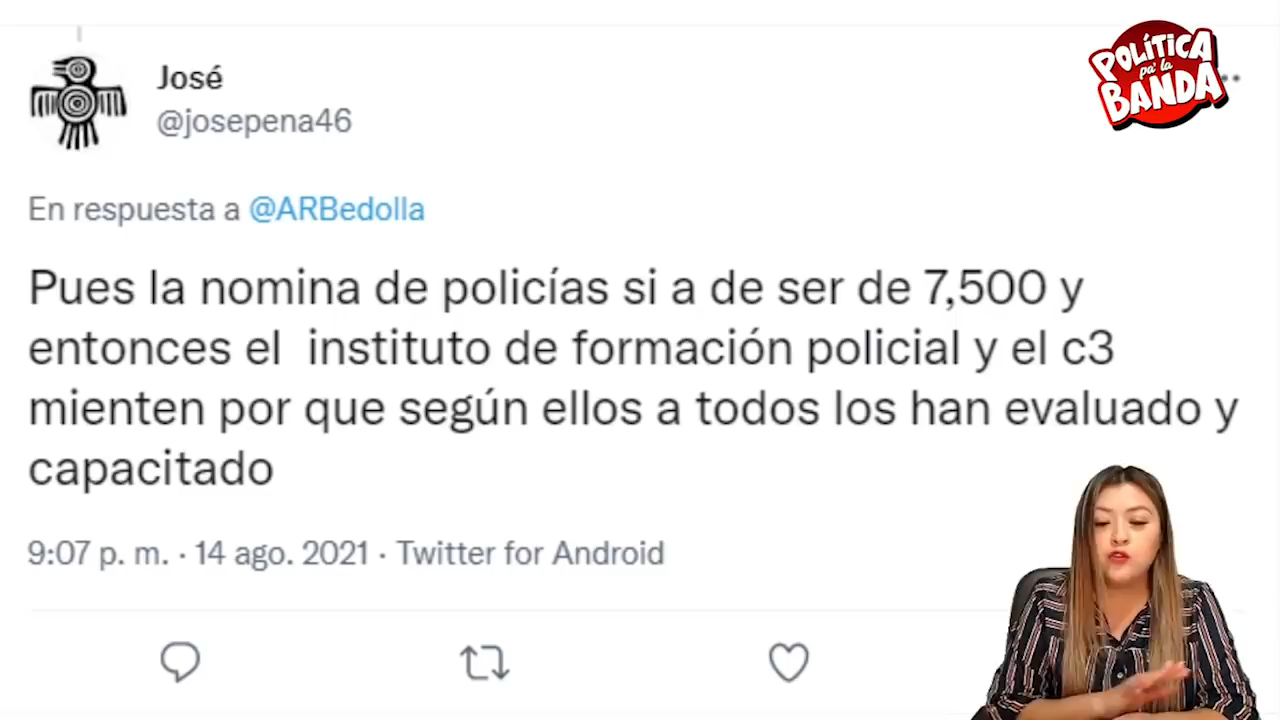 José
@josepena46
POLÍTICA
pa' la
BANDA
En respuesta a @ARBedolla
Pues la nomina de policías si a de ser de 7,500 y
entonces el  instituto de formación policial y el c3
mienten por que según ellos a todos los han evaluado y
capacitado
9:07 p. m. · 14 ago. 2021 · Twitter for Android